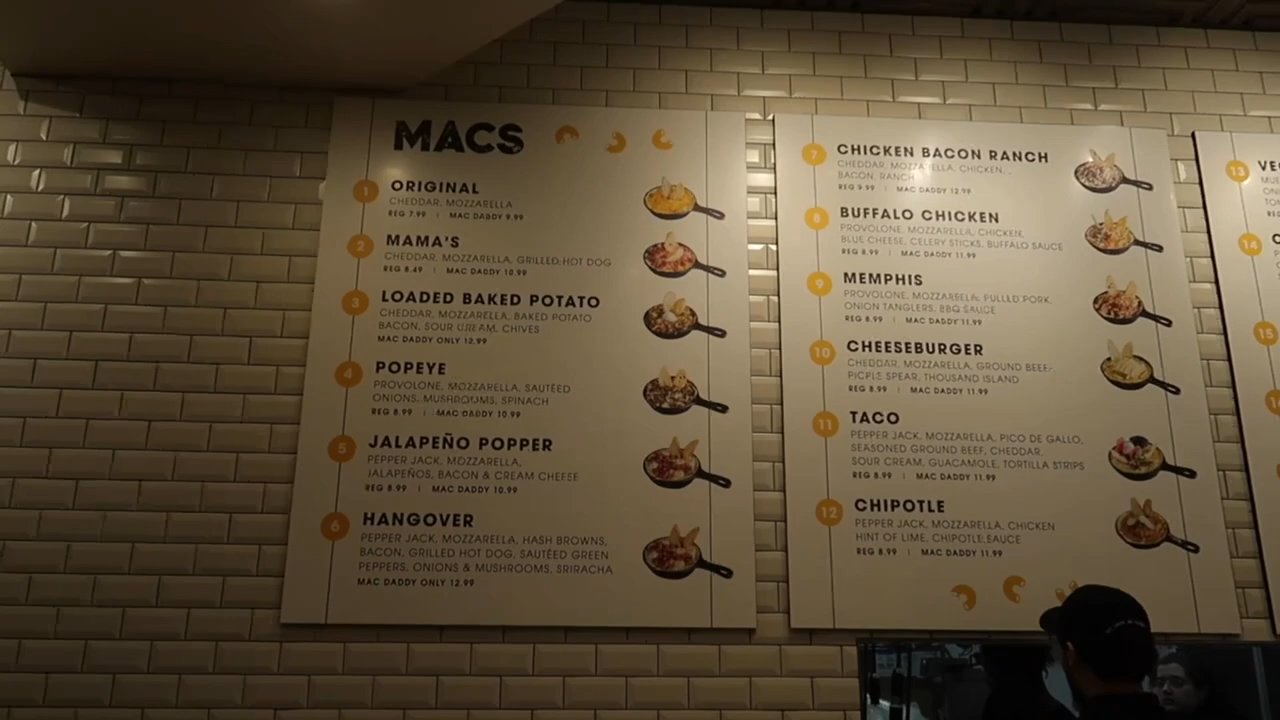 MACS
1 ORIGINAL
CHEDDAR, MOZZARELLA
REG 7.99 | MAC DADDY 9.99
2 MAMA'S
CHEDDAR, MOZZARELLA, GRILLED HOT DOG
REG 8.49 | MAC DADDY 10.99
3 LOADED BAKED POTATO
CHEDDAR, MOZZARELLA, BAKED POTATO
BACON, SOUR CREAM, CHIVES
MAC DADDY ONLY 12.99
4 POPEYE
PROVOLONE, MOZZARELLA, SAUTÉED
ONIONS, MUSHROOMS, SPINACH
REG 8.99 | MAC DADDY 10.99
5 JALAPEÑO POPPER
PEPPER JACK, MOZZARELLA,
JALAPEÑOS, BACON & CREAM CHEESE
REG 8.99 | MAC DADDY 10.99
6 HANGOVER
PEPPER JACK, MOZZARELLA, HASH BROWNS,
BACON, GRILLED HOT DOG, SAUTÉED GREEN
PEPPERS, ONIONS & MUSHROOMS, SRIRACHA
MAC DADDY ONLY 12.99
7 CHICKEN BACON RANCH
CHEDDAR, MOZZARELLA, CHICKEN,
BACON, RANCH
REG 9.99 | MAC DADDY 12.99
8 BUFFALO CHICKEN
PROVOLONE, MOZZARELLA, CHICKEN,
BLUE CHEESE, CELERY STICKS, BUFFALO SAUCE
REG 8.99 | MAC DADDY 11.99
9 MEMPHIS
PROVOLONE, MOZZARELLA, PULLED PORK,
ONION TANGLERS, BBQ SAUCE
REG 8.99 | MAC DADDY 11.99
10 CHEESEBURGER
CHEDDAR, MOZZARELLA, GROUND BEEF,
PICKLE SPEAR, THOUSAND ISLAND
REG 8.99 | MAC DADDY 11.99
11 TACO
PEPPER JACK, MOZZARELLA, PICO DE GALLO,
SEASONED GROUND BEEF, CHEDDAR,
SOUR CREAM, GUACAMOLE, TORTILLA STRIPS
REG 8.99 | MAC DADDY 11.99
12 CHIPOTLE
PEPPER JACK, MOZZARELLA, CHICKEN
HINT OF LIME, CHIPOTLE SAUCE
REG 8.99 | MAC DADDY 11.99
13
14
15